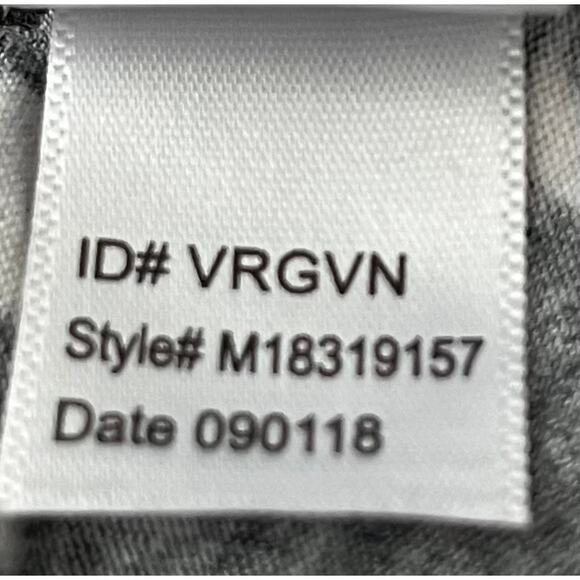 ID# VRGVN
Style# M18319157
Date 090118